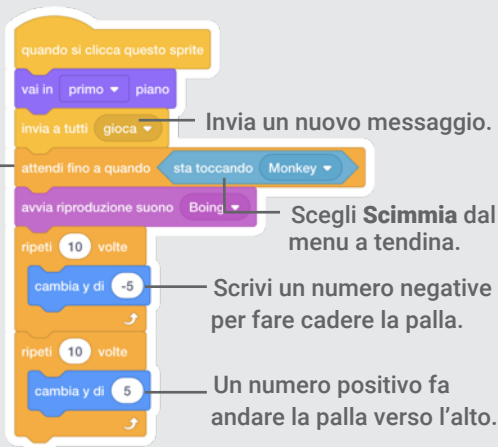 quando si clicca questo sprite
vai in primo piano
invia a tutti gioca
Invia un nuovo messaggio.
attendi fino a quando sta toccando Monkey
avvia riproduzione suono Boing
Scegli Scimmia dal
menu a tendina.
ripeti 10 volte
cambia y di -5
Scrivi un numero negative
per fare cadere la palla.
ripeti 10 volte
cambia y di 5
Un numero positivo fa
andare la palla verso l'alto.